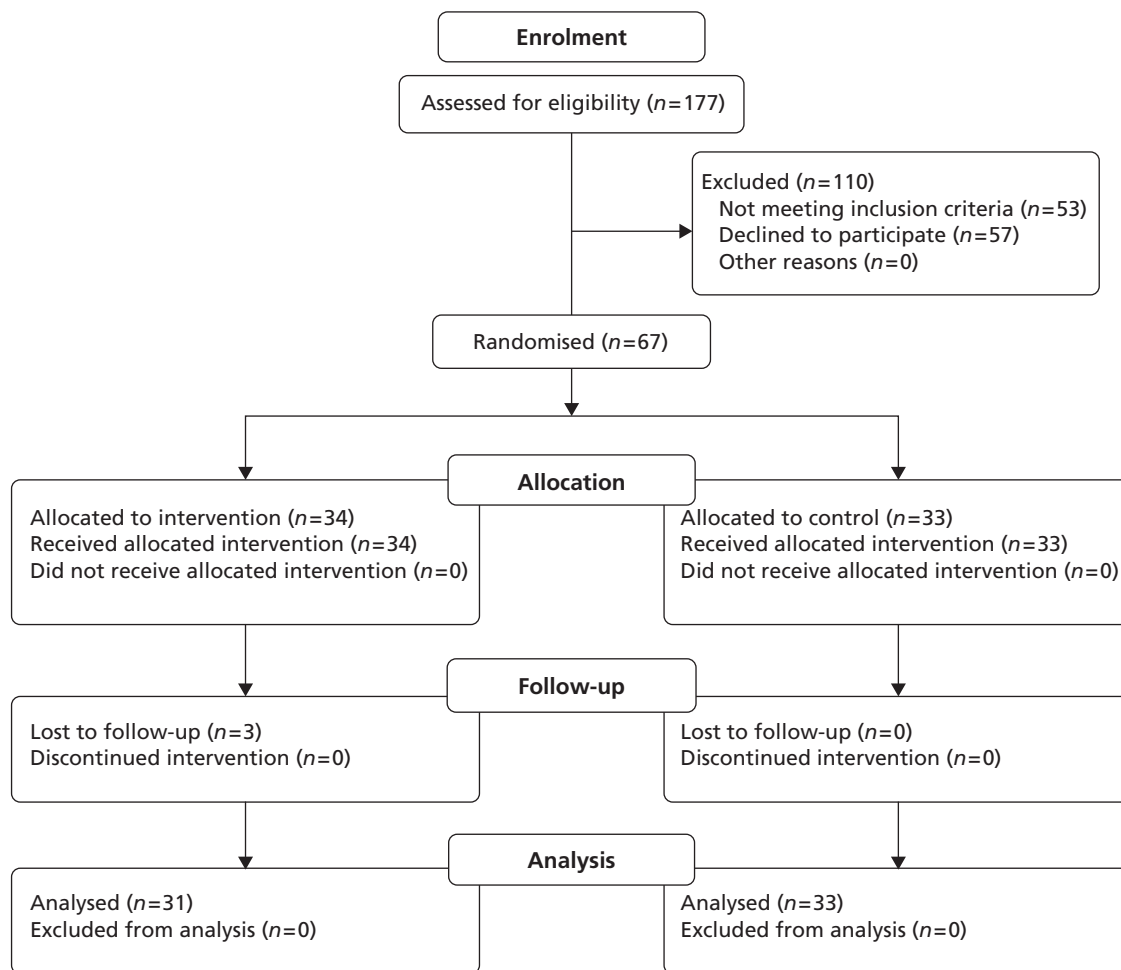 Enrolment
Assessed for eligibility (n=177)
Excluded (n=110)
Not meeting inclusion criteria (n=53)
Declined to participate (n=57)
Other reasons (n=0)
Randomised (n=67)
Allocation
Allocated to intervention (n=34)
Received allocated intervention (n=34)
Did not receive allocated intervention (n=0)
Allocated to control (n=33)
Received allocated intervention (n=33)
Did not receive allocated intervention (n=0)
Follow-up
Lost to follow-up (n=3)
Discontinued intervention (n=0)
Lost to follow-up (n=0)
Discontinued intervention (n=0)
Analysis
Analysed (n=31)
Excluded from analysis (n=0)
Analysed (n=33)
Excluded from analysis (n=0)